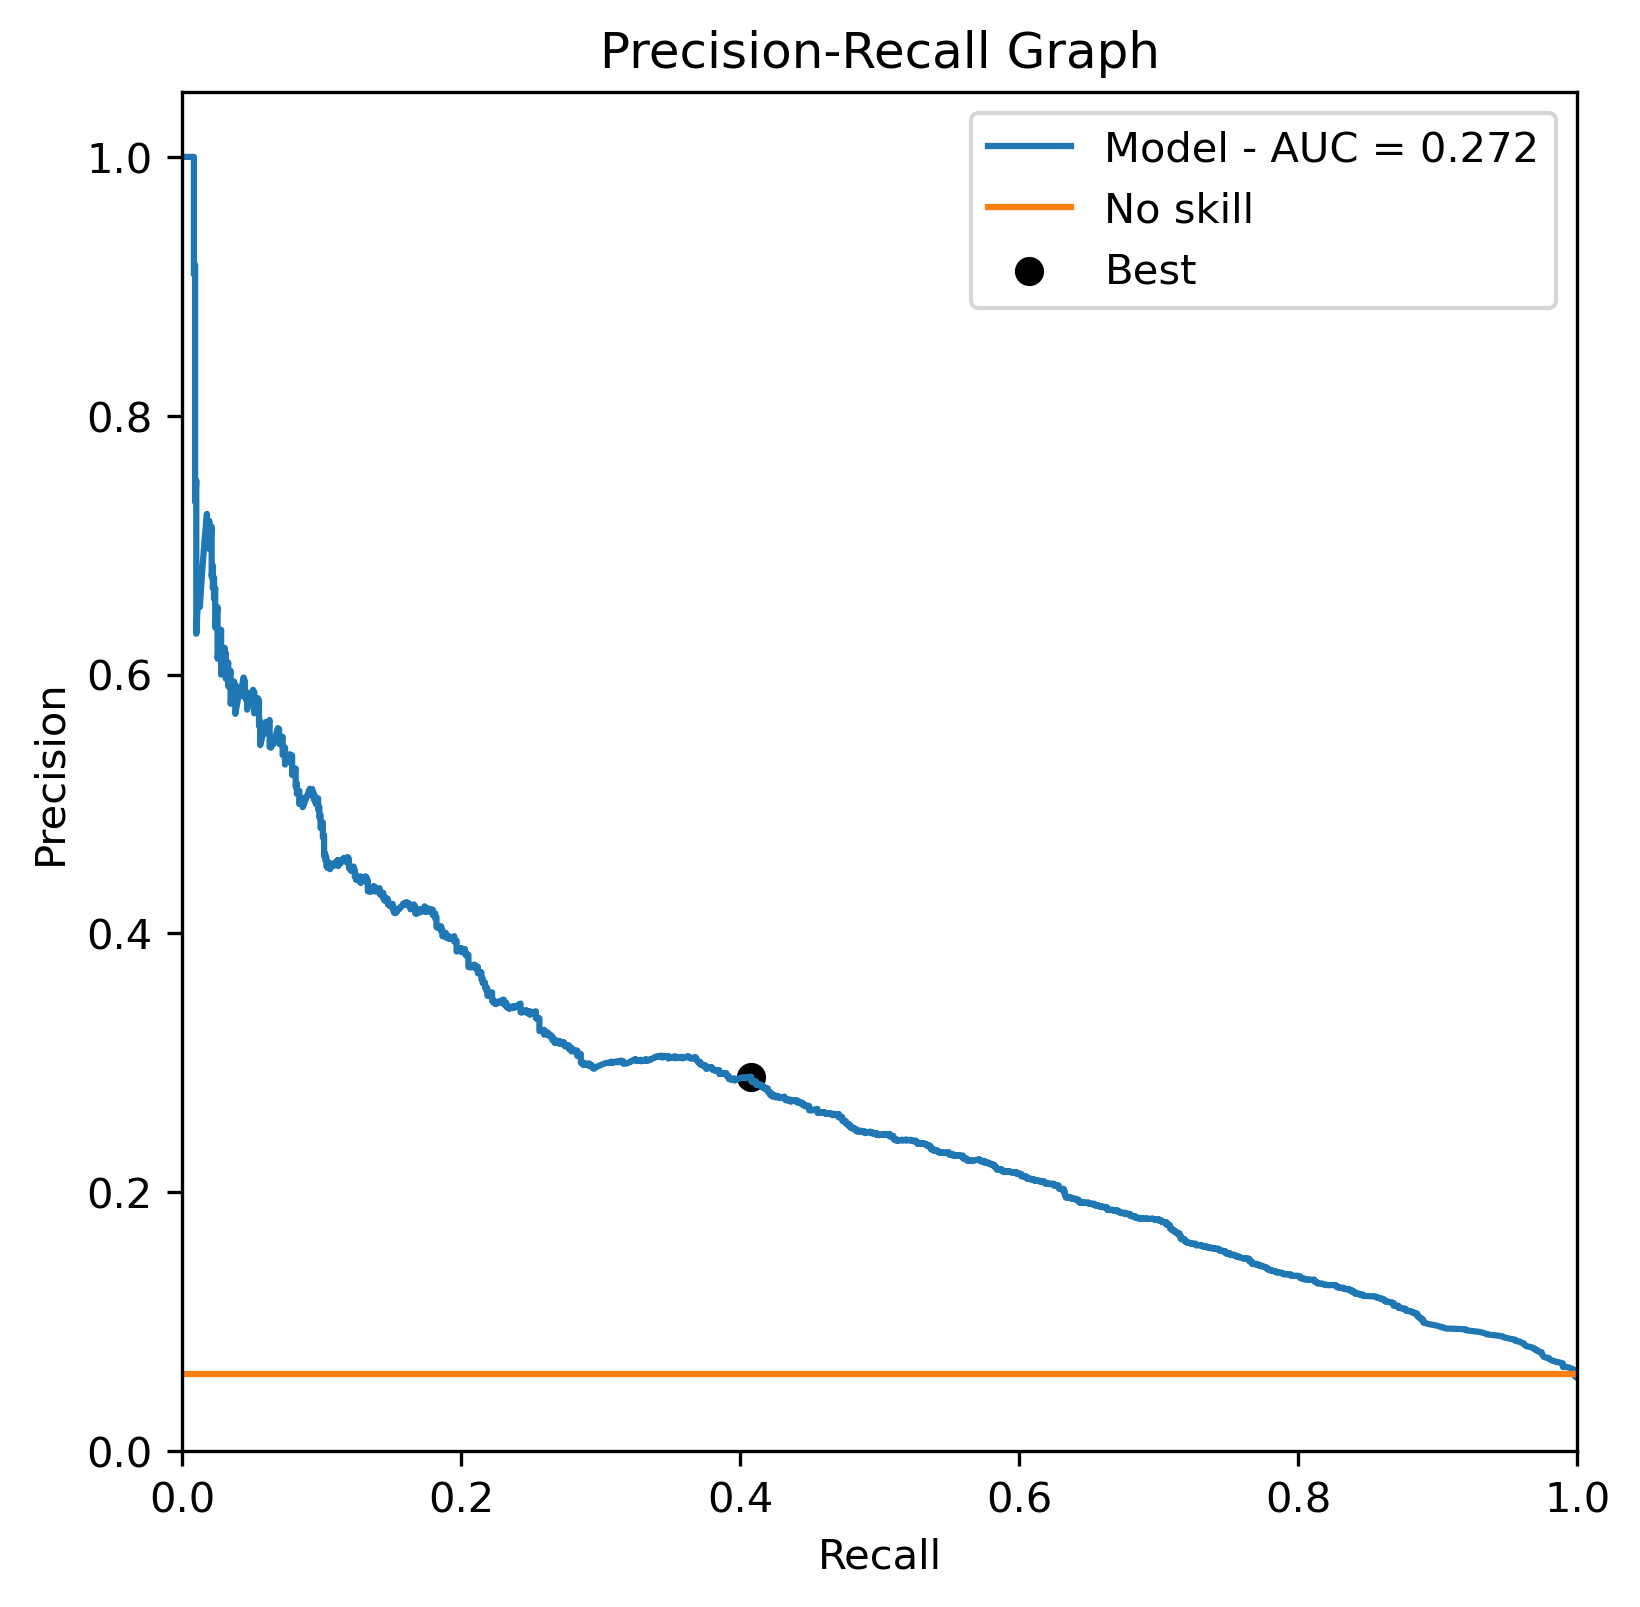 Precision-Recall Graph
Model - AUC = 0.272
No skill
Best
1.0
0.8
0.6
0.4
0.2
0.0
Precision
0.0 0.2 0.4 0.6 0.8 1.0
Recall